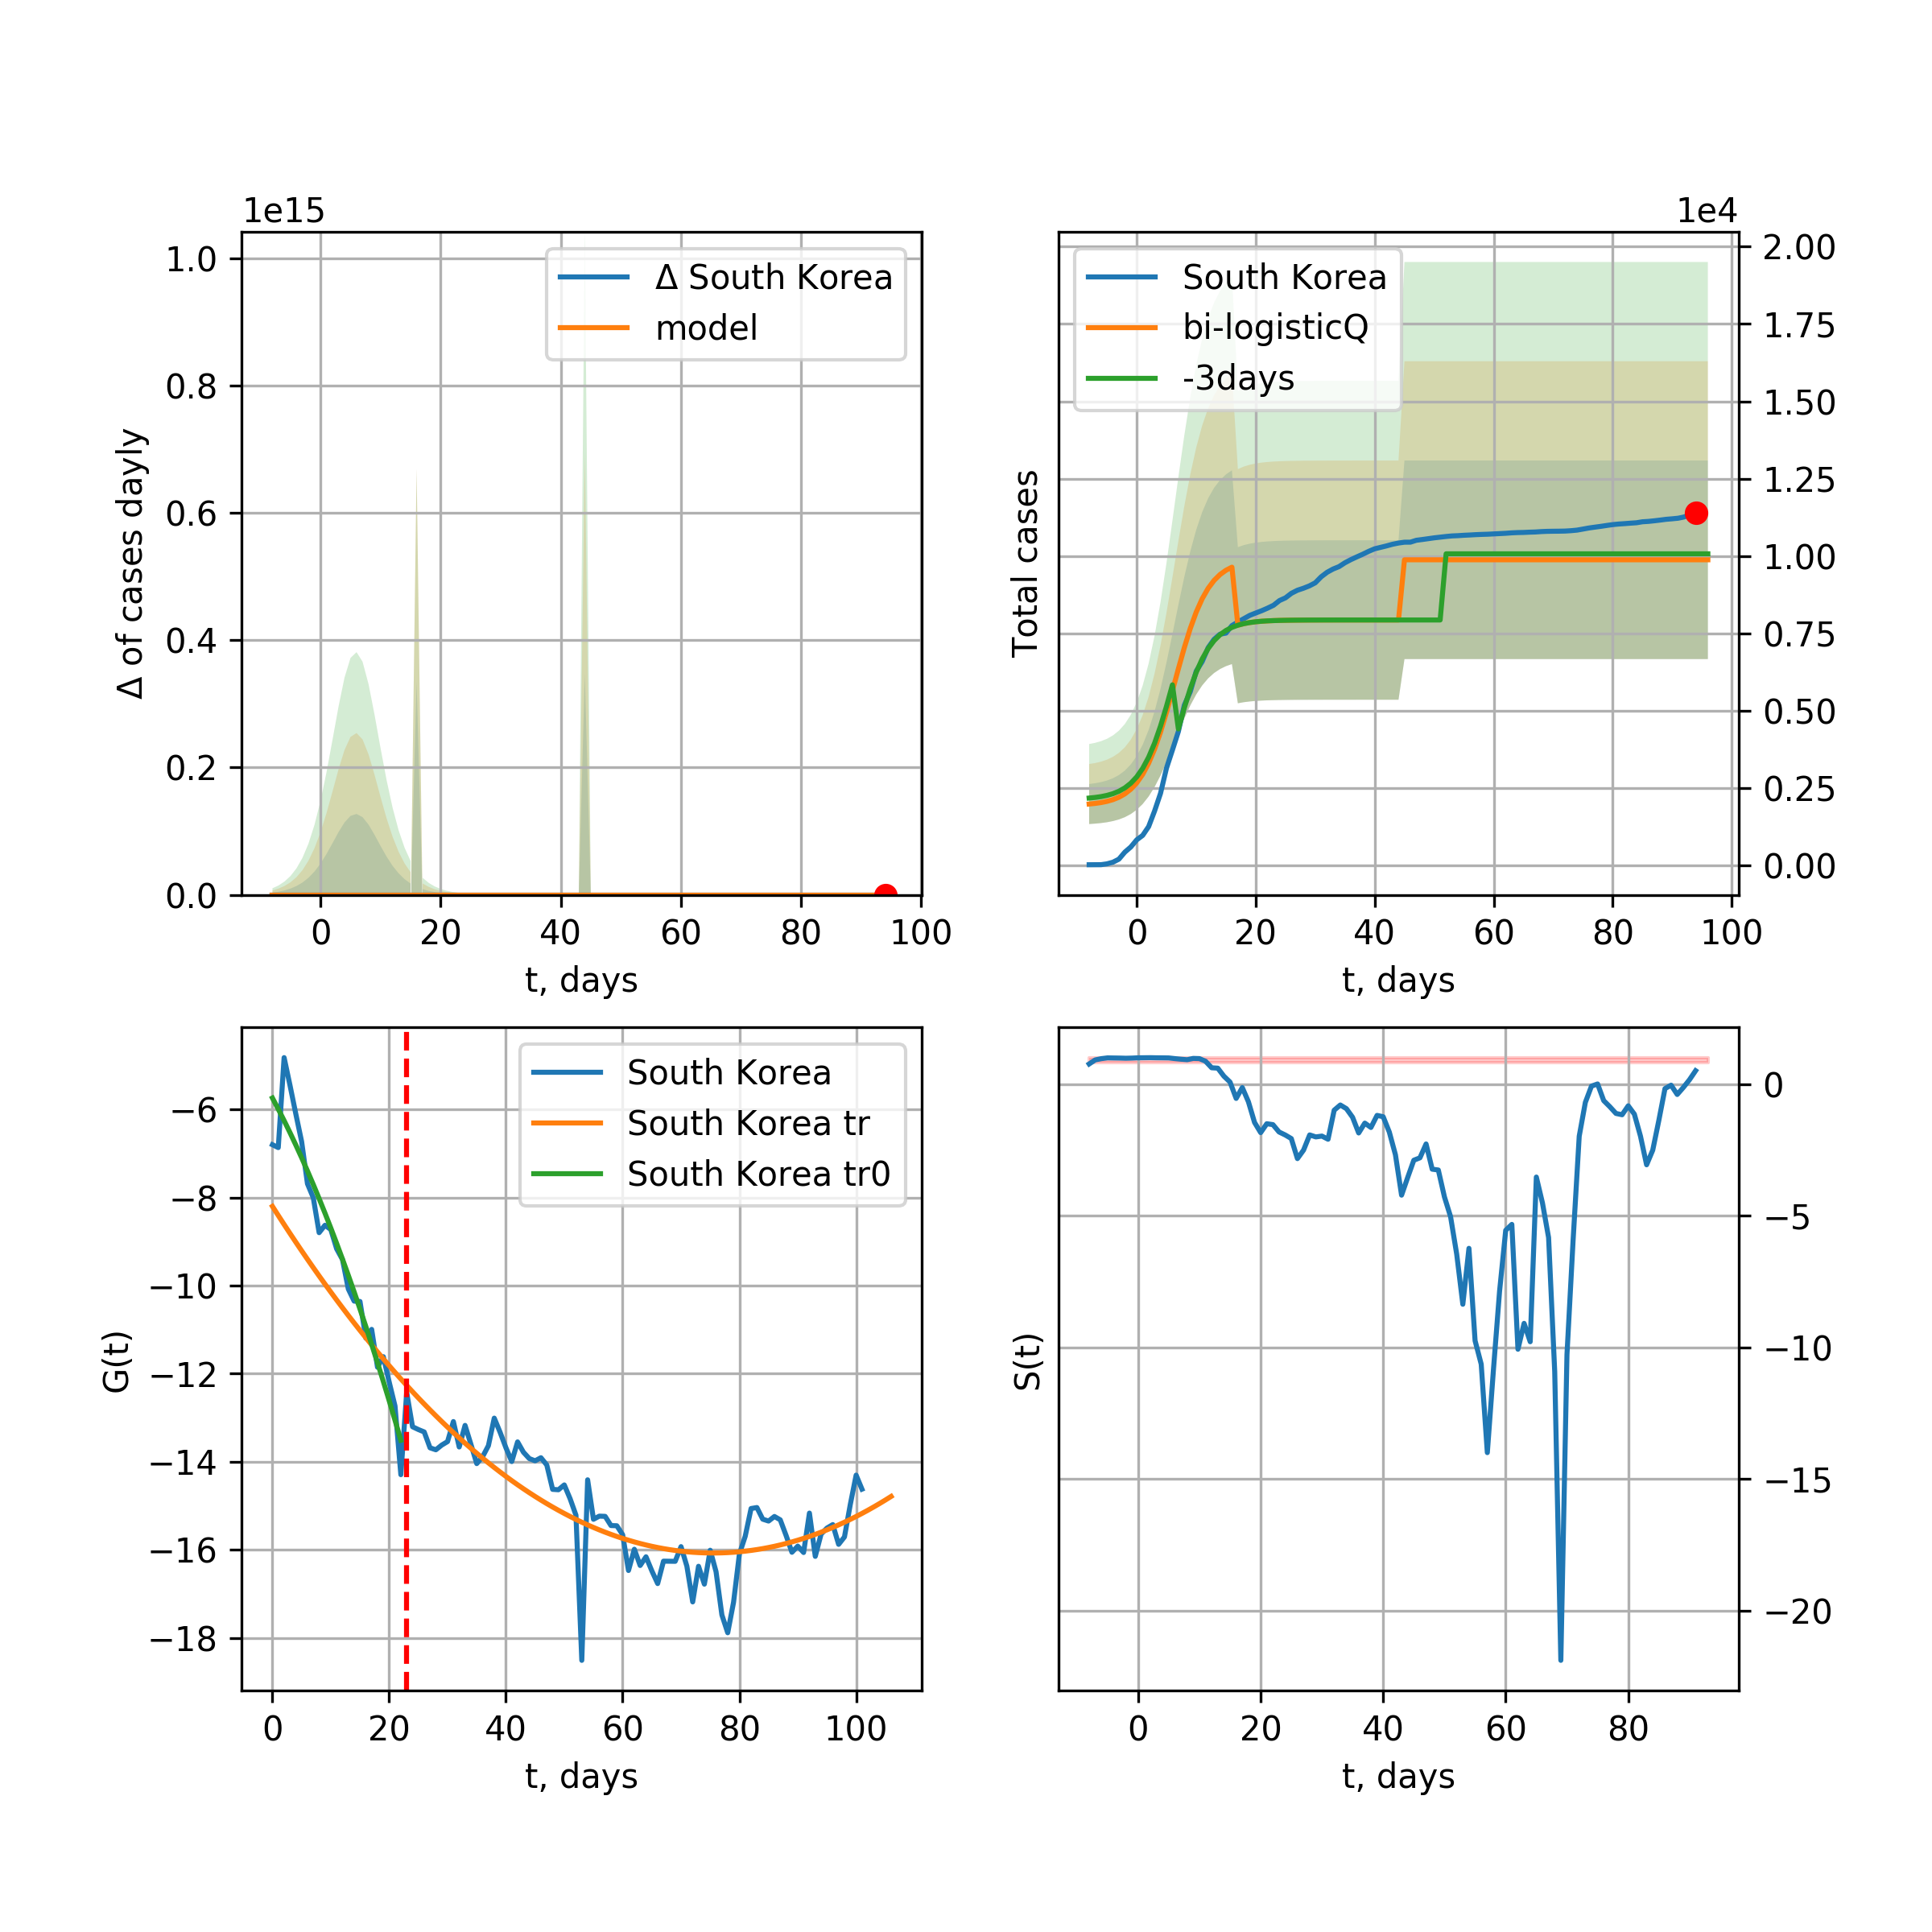 1e15
Δ of cases dayly
1.0
0.8
0.6
0.4
0.2
0.0
Δ South Korea
model
0 20 40 60 80 100
t, days
1e4
Total cases
South Korea
bi-logisticQ
-3days
2.00
1.75
1.50
1.25
1.00
0.75
0.50
0.25
0.00
0 20 40 60 80 100
t, days
G(t)
−6
−8
−10
−12
−14
−16
−18
South Korea
South Korea tr
South Korea tr0
0 20 40 60 80 100
t, days
S(t)
0
−5
−10
−15
−20
0 20 40 60 80
t, days